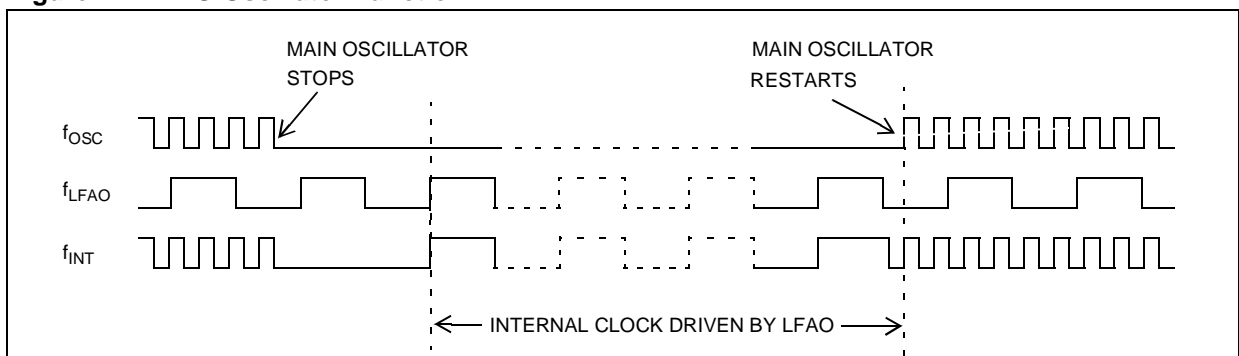 MAIN OSCILLATOR
STOPS
MAIN OSCILLATOR
RESTARTS
fOSC
fLFAO
fINT
INTERNAL CLOCK DRIVEN BY LFAO